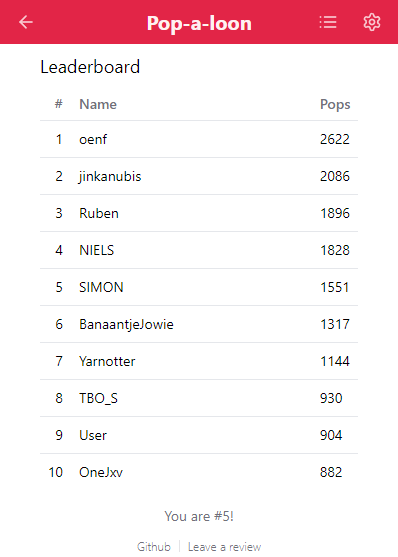 Pop-a-loon
Leaderboard
# Name Pops
1 oenf 2622
2 jinkanubis 2086
3 Ruben 1896
4 NIELS 1828
5 SIMON 1551
6 BanaantjeJowie 1317
7 Yarnotter 1144
8 TBO_S 930
9 User 904
10 OneJxv 882
You are #5!
Github Leave a review